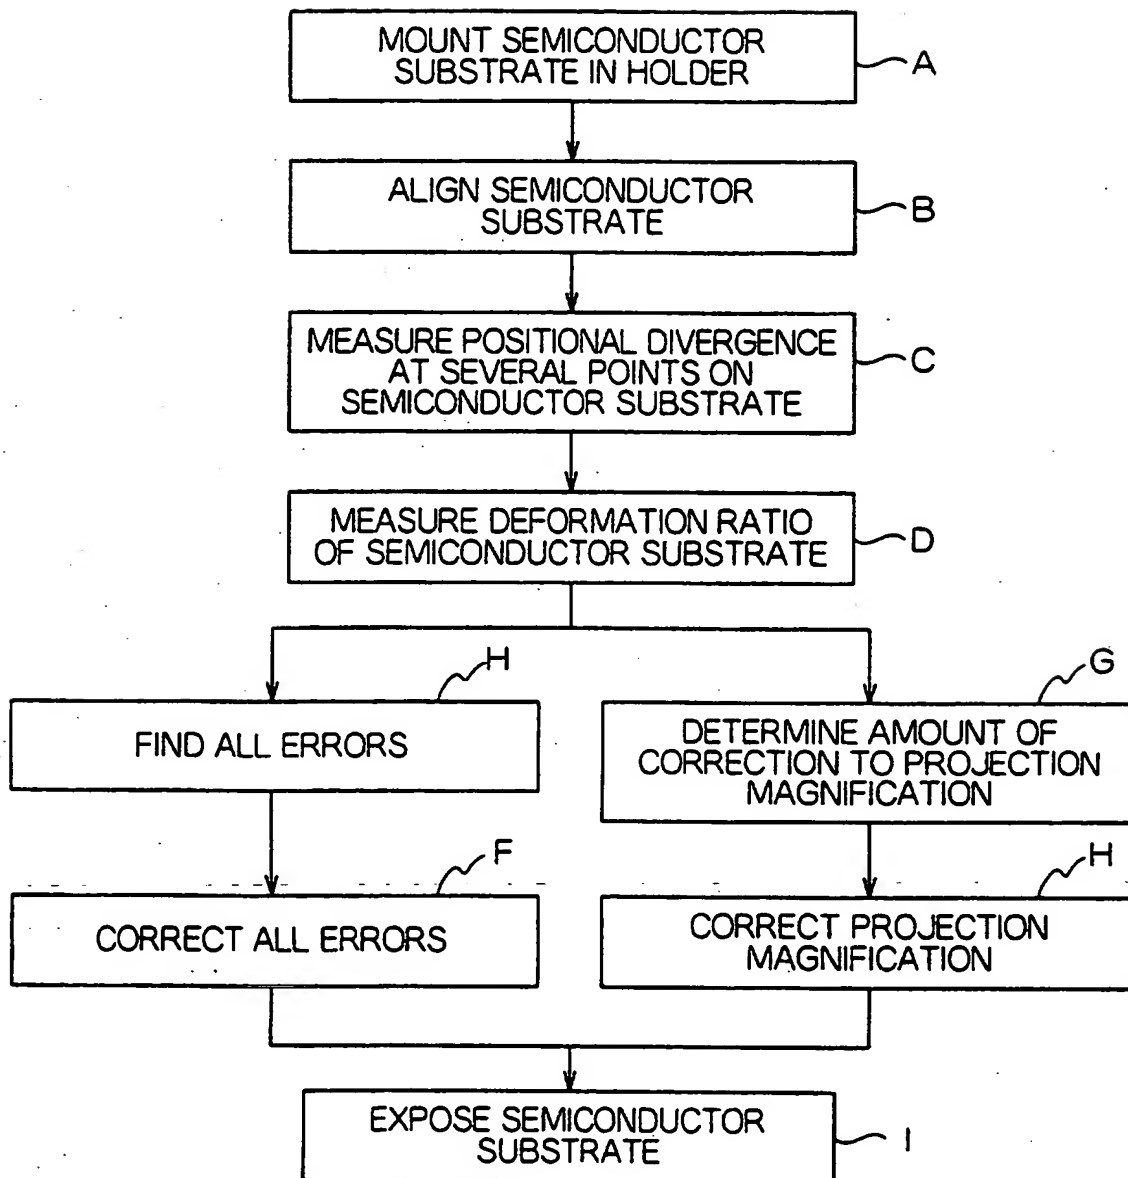 MOUNT SEMICONDUCTOR
SUBSTRATE IN HOLDER
A
ALIGN SEMICONDUCTOR
SUBSTRATE
B
MEASURE POSITIONAL DIVERGENCE
AT SEVERAL POINTS ON
SEMICONDUCTOR SUBSTRATE
C
MEASURE DEFORMATION RATIO
OF SEMICONDUCTOR SUBSTRATE
D
H
FIND ALL ERRORS
G
DETERMINE AMOUNT OF
CORRECTION TO PROJECTION
MAGNIFICATION
F
CORRECT ALL ERRORS
H
CORRECT PROJECTION
MAGNIFICATION
EXPOSE SEMICONDUCTOR
SUBSTRATE
I